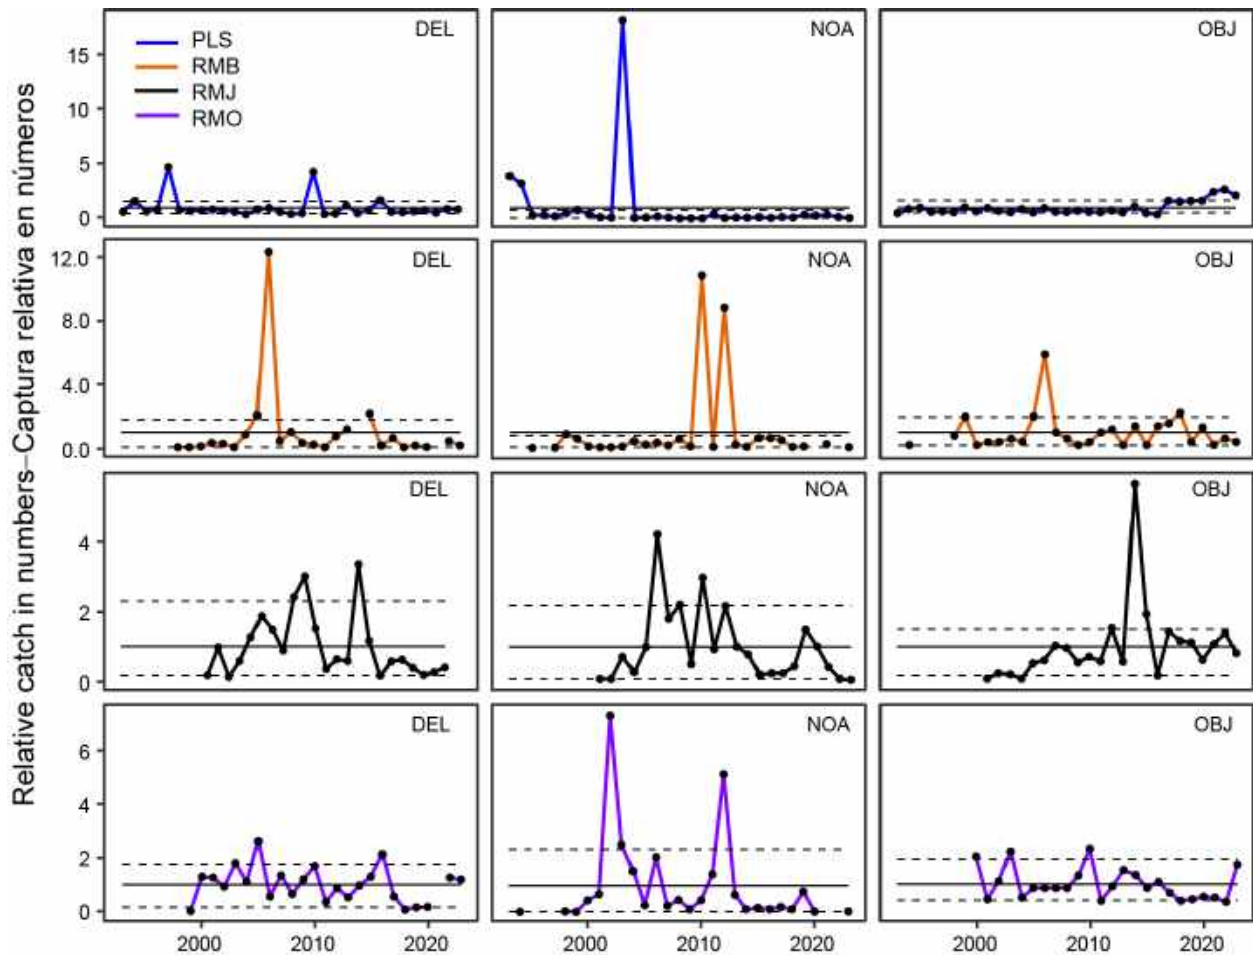 Relative catch in numbers–Captura relativa en números
DEL
NOA
OBJ
PLS
RMB
RMJ
RMO
15
10
5
0
DEL
NOA
OBJ
12.0
8.0
4.0
0.0
DEL
NOA
OBJ
4
2
0
DEL
NOA
OBJ
6
4
2
0
2000 2010 2020 2000 2010 2020 2000 2010 2020